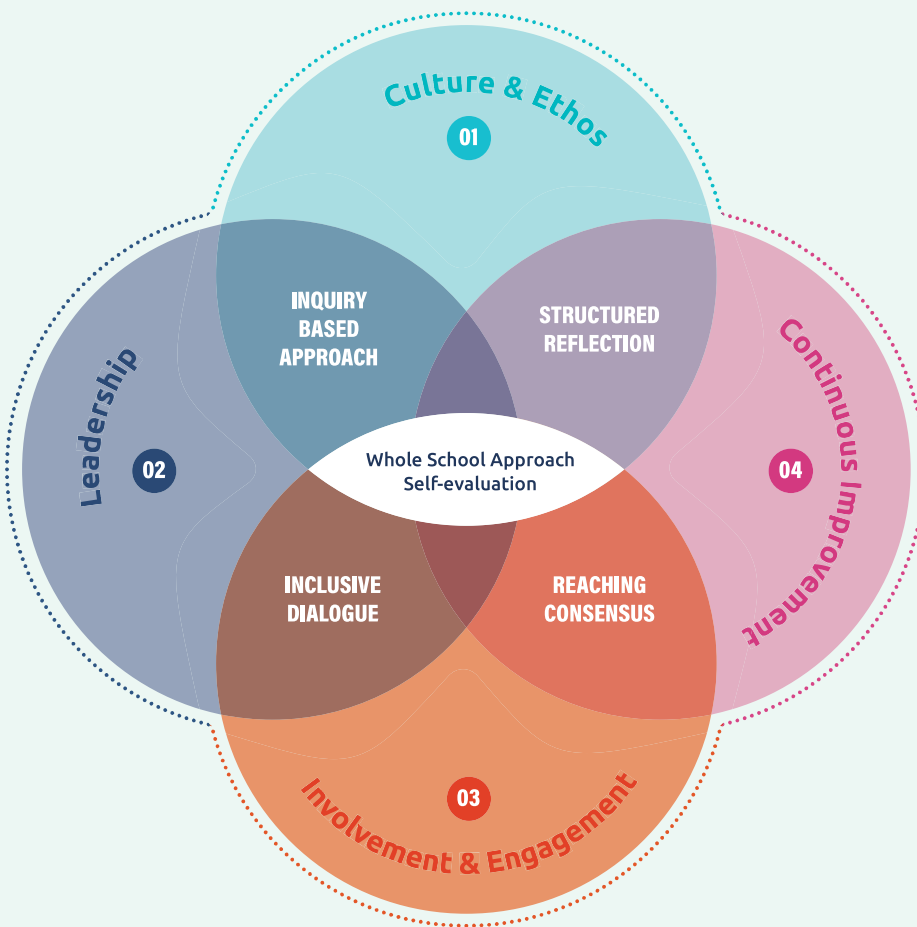 Culture & Ethos
01
INQUIRY
BASED
APPROACH
STRUCTURED
REFLECTION
Leadership
02
Whole School Approach
Self-evaluation
04
Continuous Improvement
INCLUSIVE
DIALOGUE
REACHING
CONSENSUS
03
Involvement & Engagement